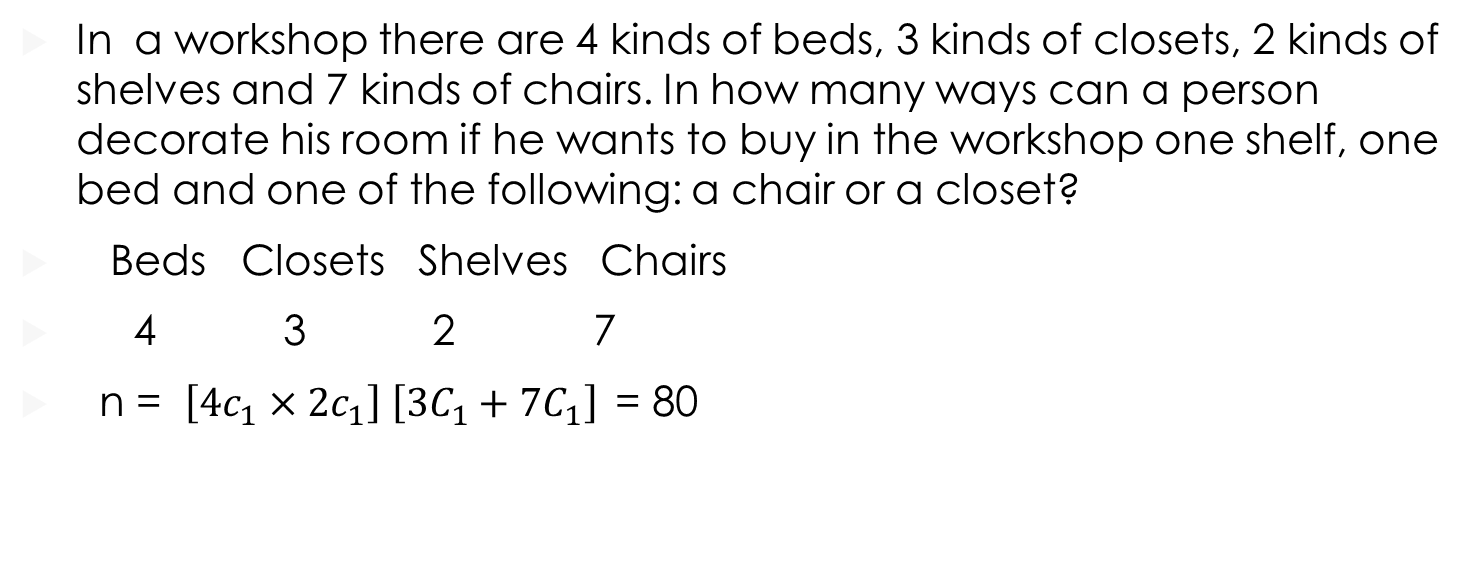 In a workshop there are 4 kinds of beds, 3 kinds of closets, 2 kinds of
shelves and 7 kinds of chairs. In how many ways can a person
decorate his room if he wants to buy in the workshop one shelf, one
bed and one of the following: a chair or a closet?
Beds Closets Shelves Chairs
4 3 2 7
n = [4c₁ × 2c₁] [3C₁ + 7C₁] = 80